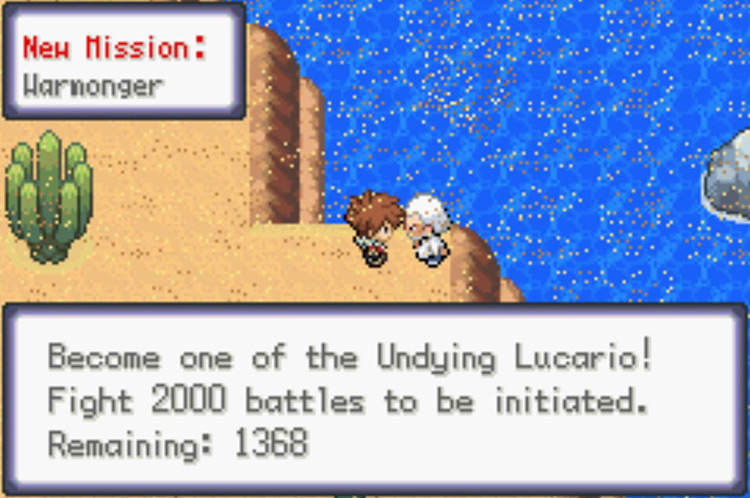 New Mission:
Warmonger
Become one of the Undying Lucario!
Fight 2000 battles to be initiated.
Remaining: 1368